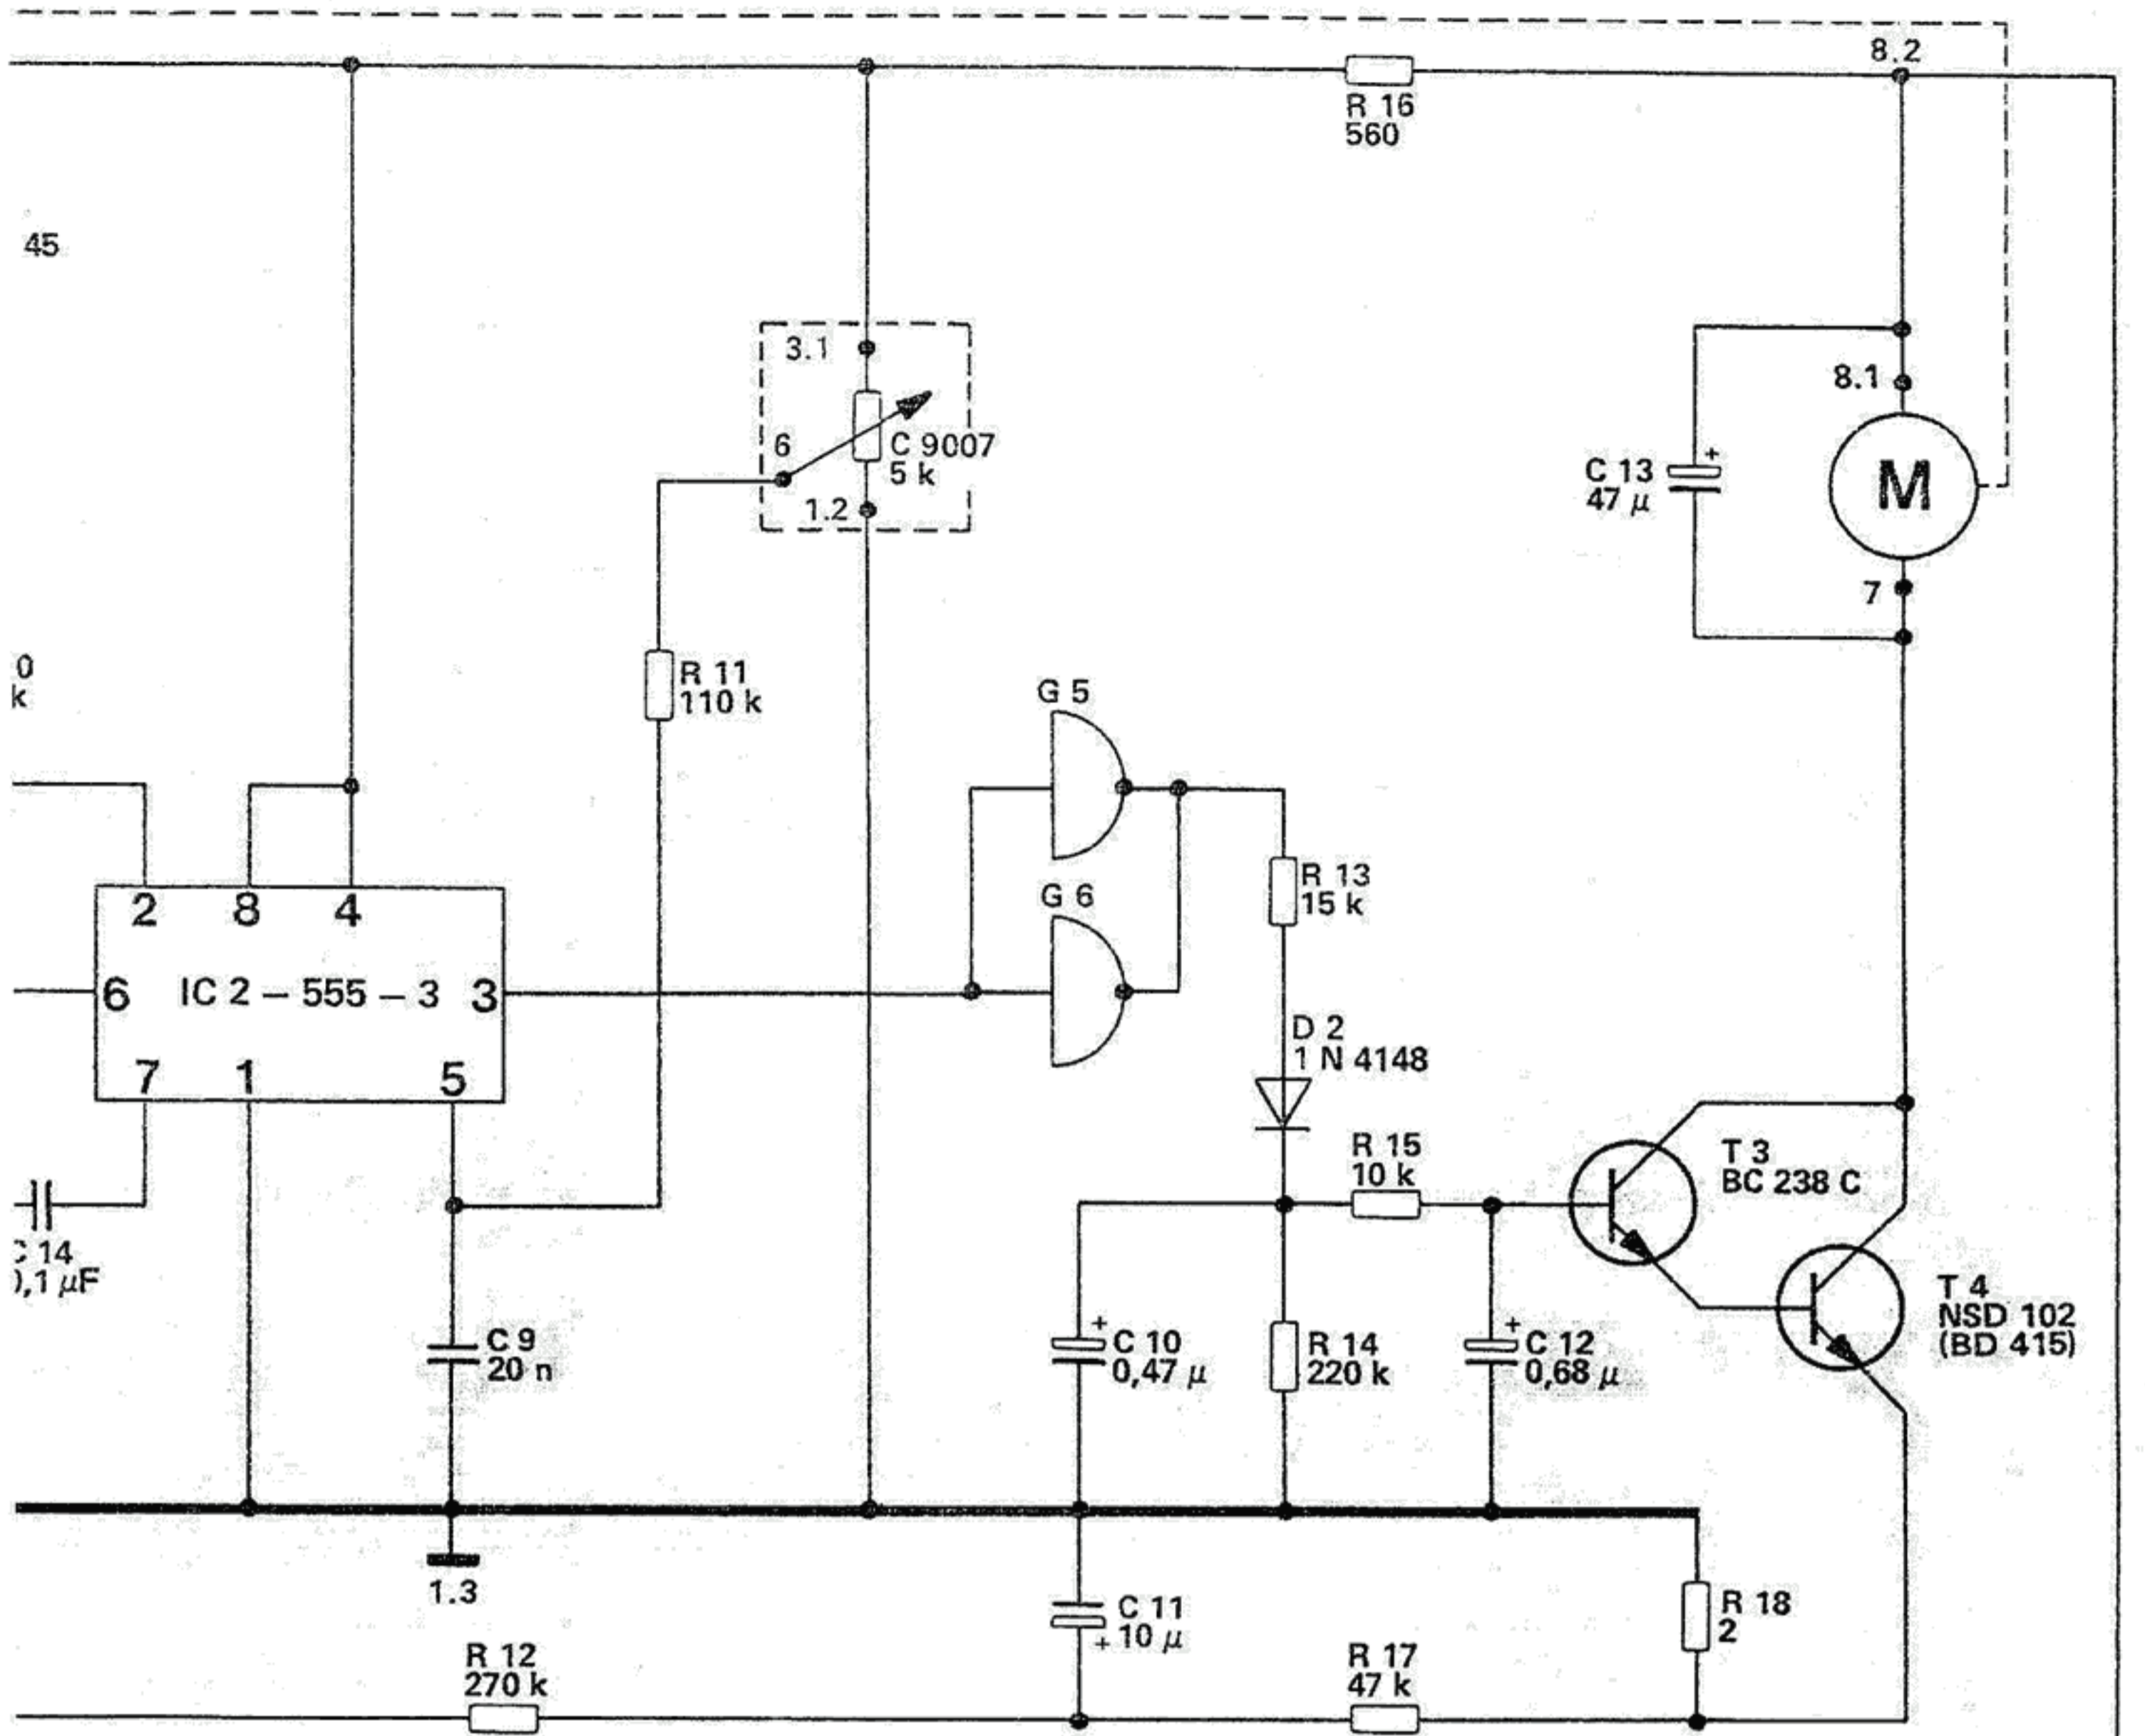 8.2
R 16
560
45
3.1
6
C 9007
5 k
1.2
8.1
M
C 13
47 µ
7
0
k
R 11
110 k
G 5
G 6
R 13
15 k
2 8 4
6 IC 2 – 555 – 3 3
7 1 5
D 2
1 N 4148
R 15
10 k
T 3
BC 238 C
C 14
,1 µF
T 4
NSD 102
(BD 415)
C 9
20 n
+
C 10
0,47 µ
R 14
220 k
+
C 12
0,68 µ
+
1.3
C 11
+ 10 µ
R 18
2
R 12
270 k
R 17
47 k